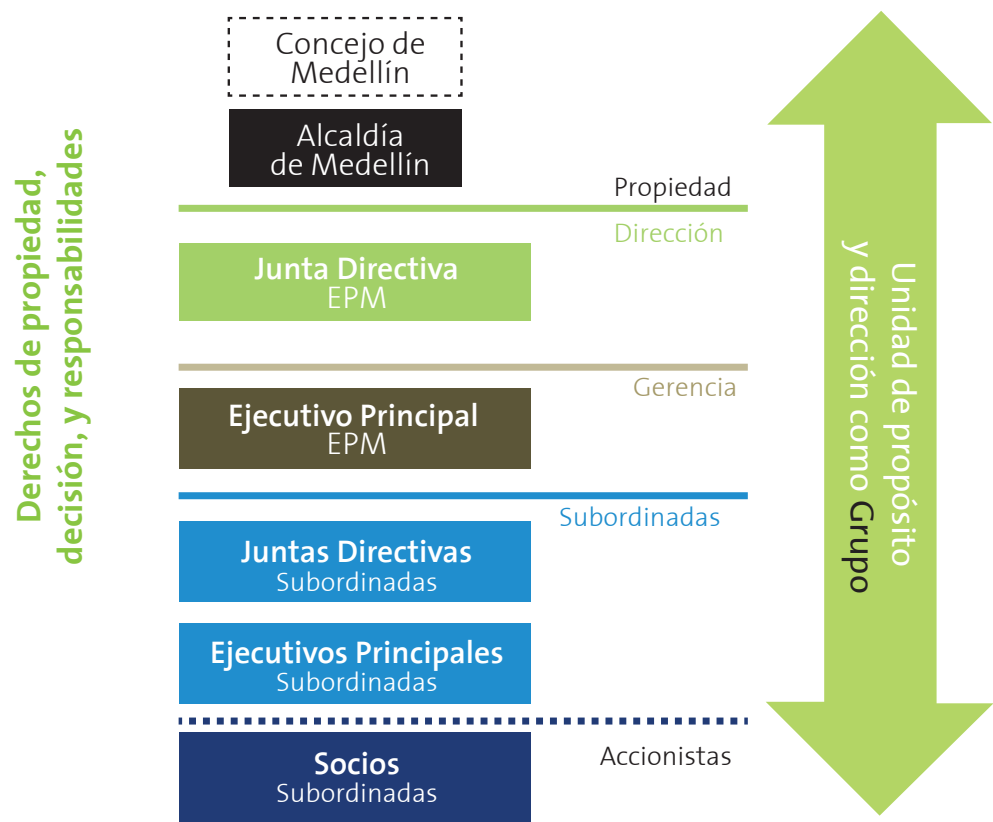 Concejo de
Medellín
Alcaldía
de Medellín
Derechos de propiedad,
decisión, y responsabilidades
Propiedad
Dirección
Junta Directiva
EPM
Gerencia
Ejecutivo Principal
EPM
Subordinadas
Juntas Directivas
Subordinadas
Ejecutivos Principales
Subordinadas
Accionistas
Socios
Subordinadas
Unidad de propósito
y dirección como Grupo